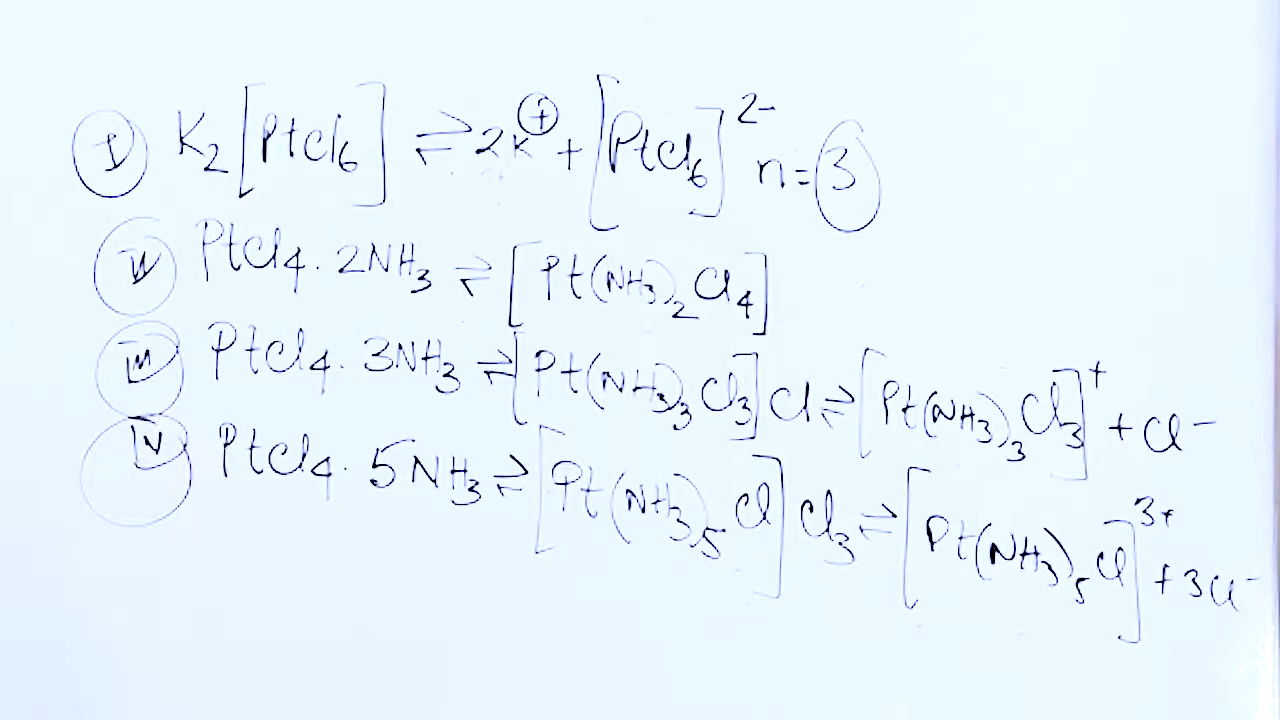 I K₂[PtCl₆] ⇌ 2K⊕ + [PtCl₆]²⁻ n=3
II PtCl₄.2NH₃ ⇌ [Pt(NH₃)₂Cl₄]
III PtCl₄.3NH₃ ⇌ [Pt(NH₃)₃Cl₃]Cl ⇌ [Pt(NH₃)₃Cl₃]⁺ + Cl⁻
IV PtCl₄.5NH₃ ⇌ [Pt(NH₃)₅Cl]Cl₃ ⇌ [Pt(NH₃)₅Cl]³⁺ + 3Cl⁻